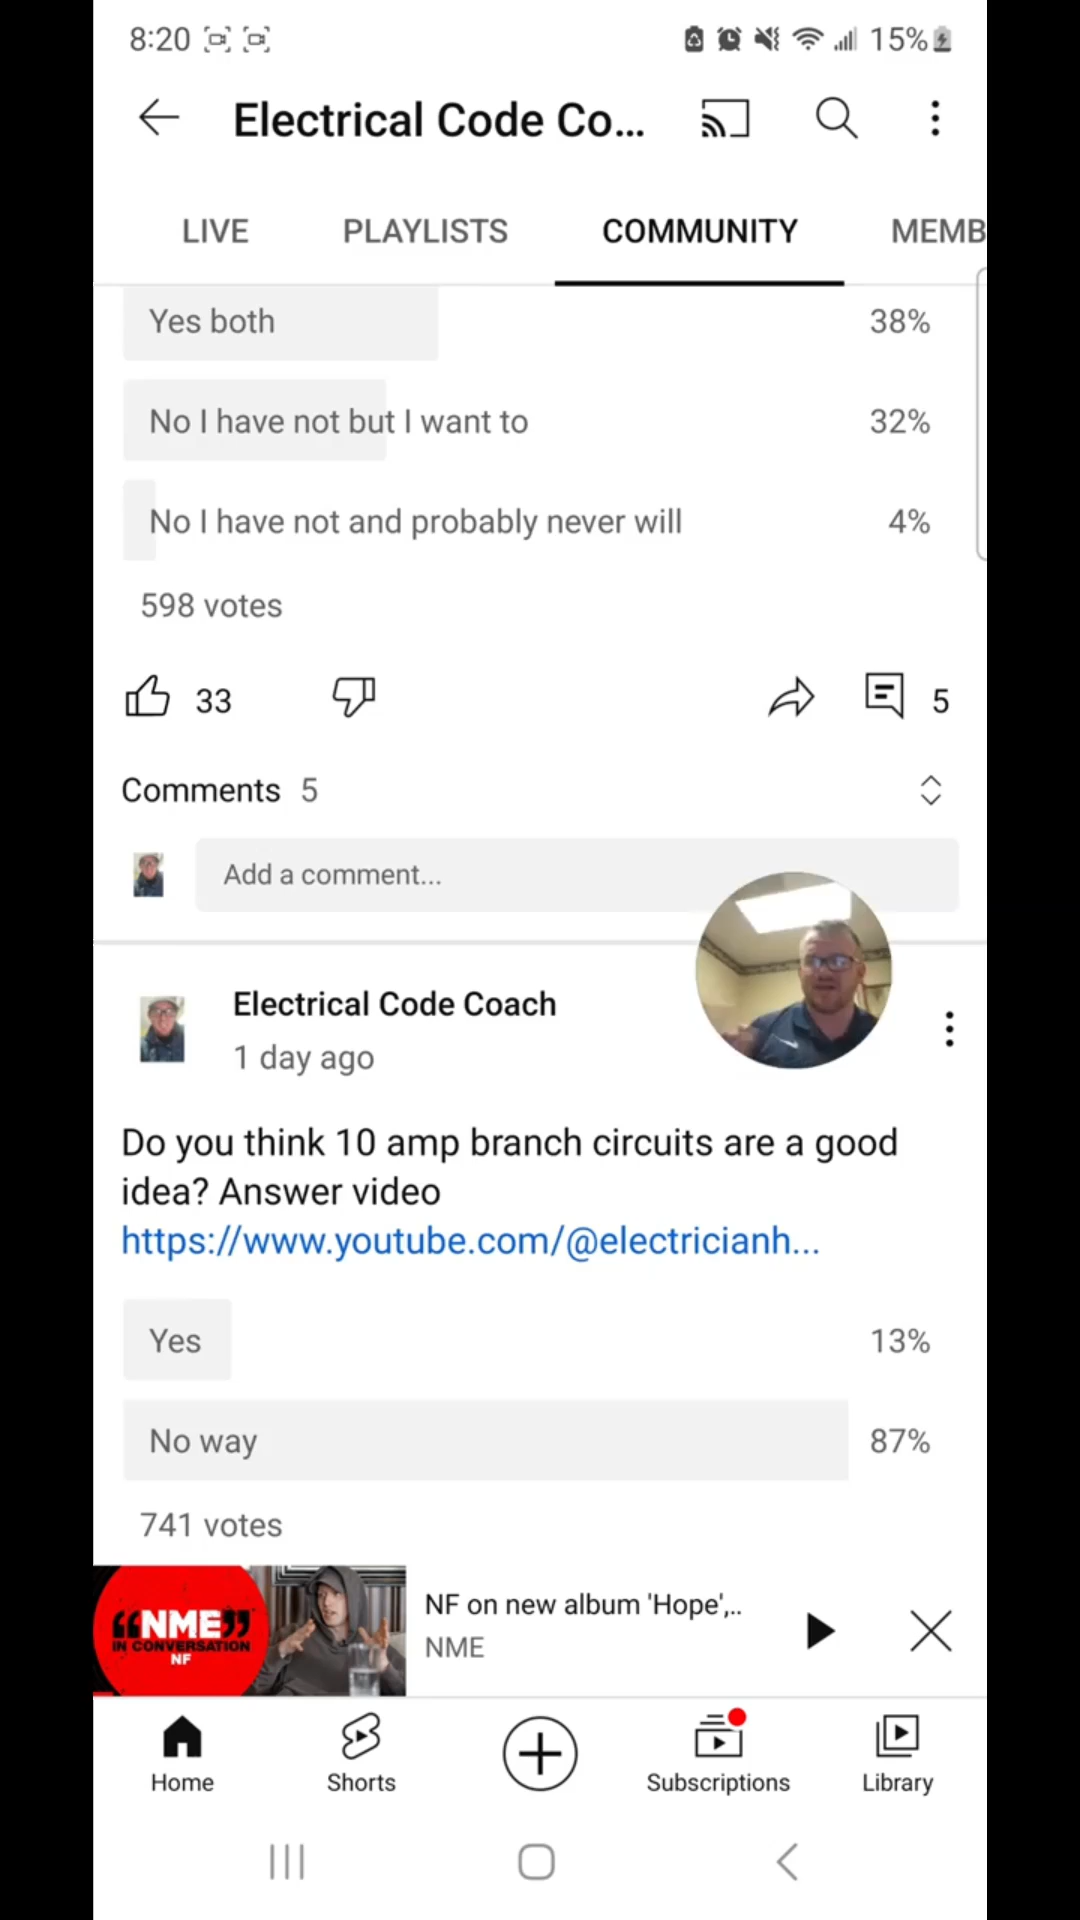 8:20
15%
Electrical Code Co...
LIVE
PLAYLISTS
COMMUNITY
MEMB
Yes both
38%
No I have not but I want to
32%
No I have not and probably never will
4%
598 votes
33
5
Comments 5
Add a comment...
Electrical Code Coach
1 day ago
Do you think 10 amp branch circuits are a good
idea? Answer video
https://www.youtube.com/@electricianh...
Yes
13%
No way
87%
741 votes
“NME”
IN CONVERSATION
NF
NF on new album 'Hope',..
NME
Home
Shorts
Subscriptions
Library